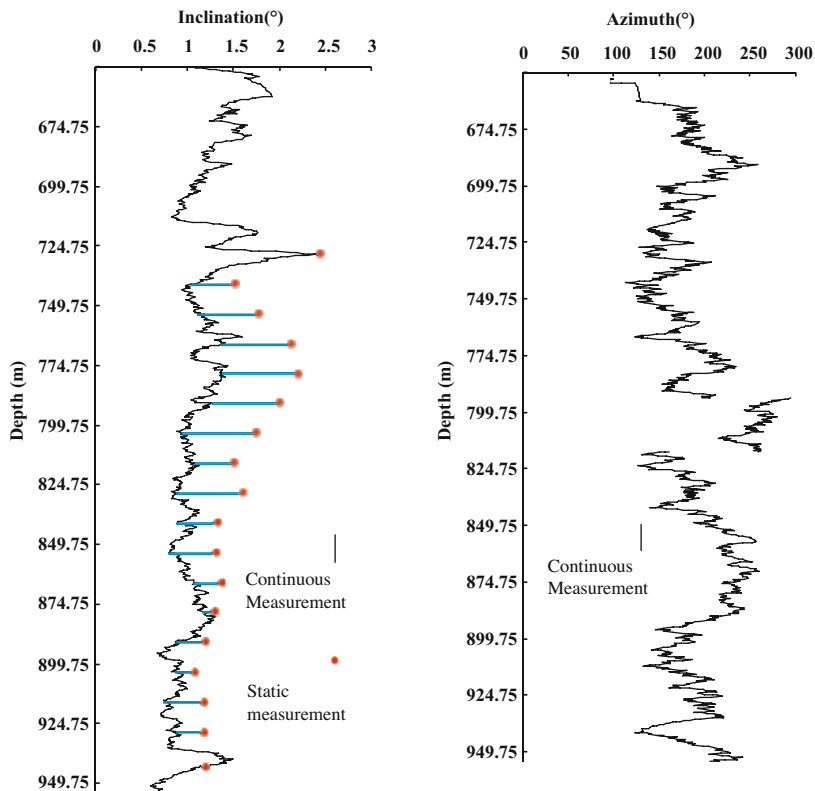 Inclination(°)
0 0.5 1 1.5 2 2.5 3
674.75
699.75
724.75
749.75
774.75
799.75
824.75
849.75
874.75
899.75
924.75
949.75
Depth (m)
Continuous
Measurement
Static
measurement
Azimuth(°)
0 50 100 150 200 250 300
674.75
699.75
724.75
749.75
774.75
799.75
824.75
849.75
874.75
899.75
924.75
949.75
Depth (m)
Continuous
Measurement